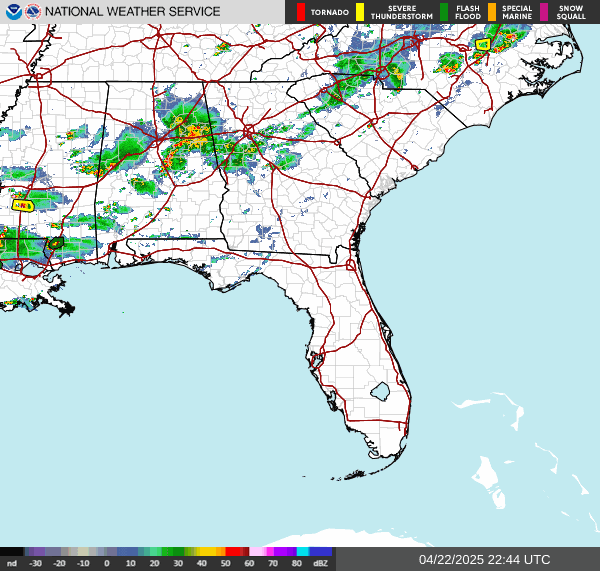 NATIONAL WEATHER SERVICE
TORNADO
SEVERE THUNDERSTORM
FLASH FLOOD
SPECIAL MARINE
SNOW SQUALL
nd -30 -20 -10 0 10 20 30 40 50 60 70 80 dBZ
04/22/2025 22:44 UTC